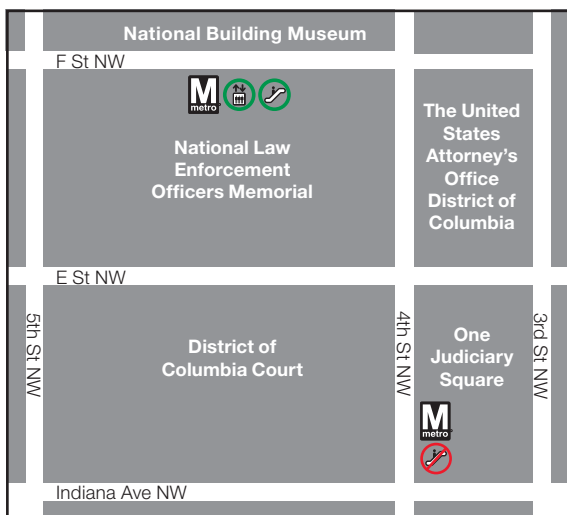 National Building Museum
F St NW
M
metro
National Law
Enforcement
Officers Memorial
The United
States
Attorney's
Office
District of
Columbia
E St NW
5th St NW
District of
Columbia Court
4th St NW
One
Judiciary
Square
3rd St NW
M
metro
Indiana Ave NW